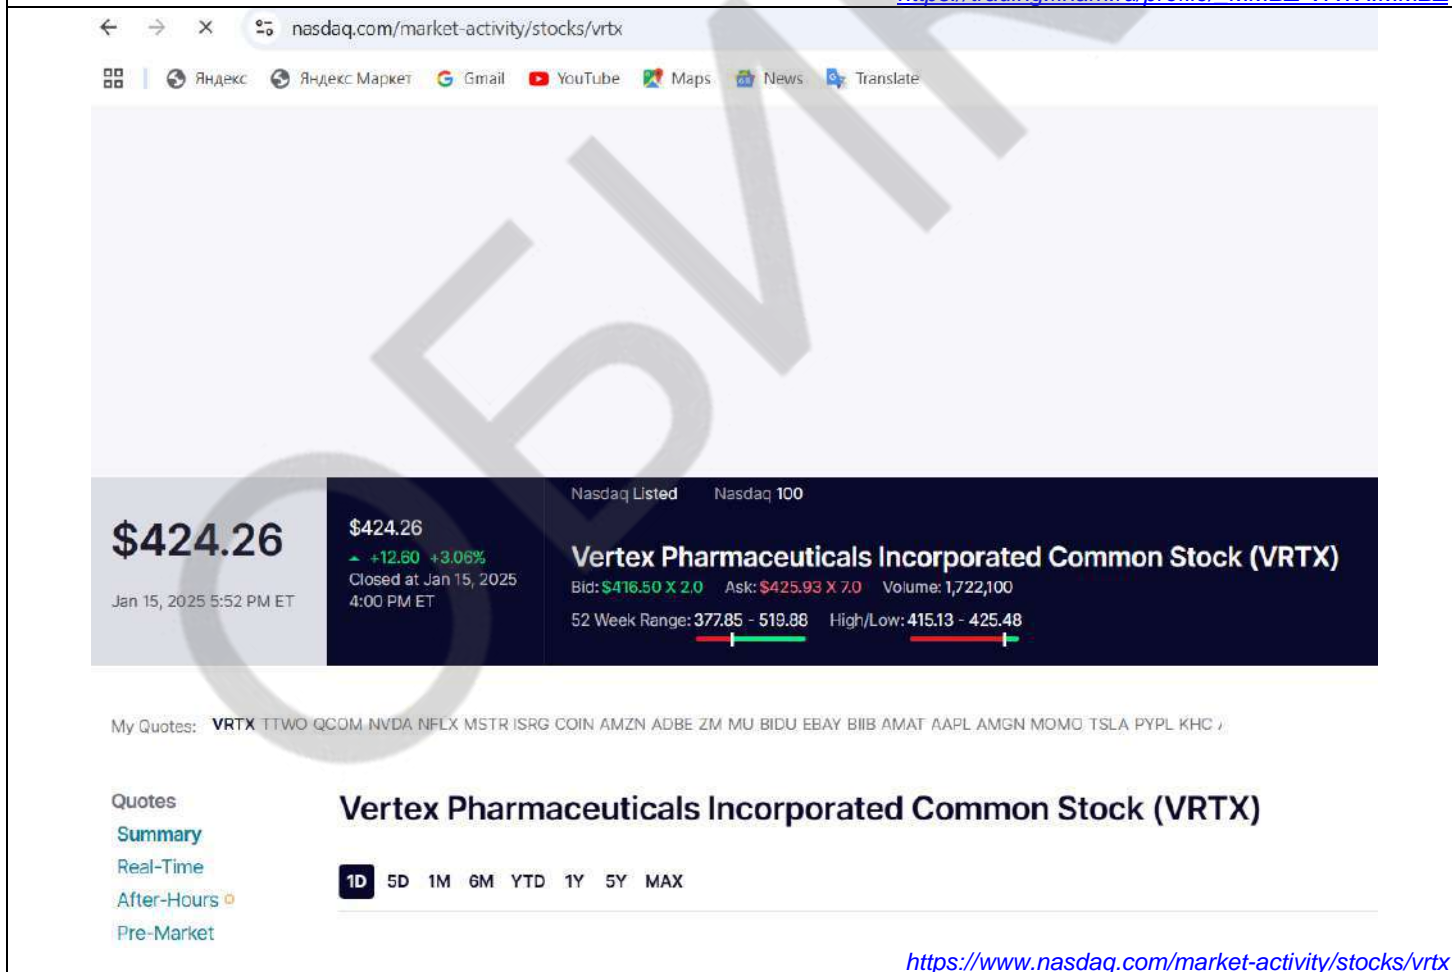 nasdaq.com/market-activity/stocks/vrtx
Яндекс Яндекс Маркет Gmail YouTube Maps News Translate
ОБИ
Nasdaq Listed Nasdaq 100
$424.26
$424.26
+12.60 +3.06%
Vertex Pharmaceuticals Incorporated Common Stock (VRTX)
Closed at Jan 15, 2025
Bid: $416.50 X 2.0 Ask: $425.93 X 7.0 Volume: 1,722,100
Jan 15, 2025 5:52 PM ET
4:00 PM ET
52 Week Range: 377.85 - 519.88 High/Low: 415.13 - 425.48
My Quotes: VRTX TTWO QCOM NVDA NFLX MSTR ISRG COIN AMZN ADBE ZM MU BIDU EBAY BIIB AMAT AAPL AMGN MOMO TSLA PYPL KHC
Quotes
Vertex Pharmaceuticals Incorporated Common Stock (VRTX)
Summary
Real-Time
1D 5D 1M 6M YTD 1Y 5Y MAX
After-Hours
Pre-Market
https://www.nasdaq.com/market-activity/stocks/vrtx